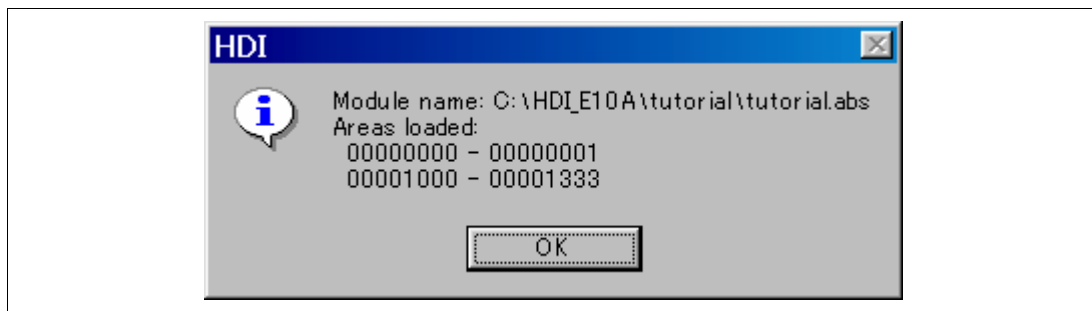 HDI
Module name: C:\HDI_E10A\tutorial\tutorial.abs
Areas loaded:
00000000 - 00000001
00001000 - 00001333
OK